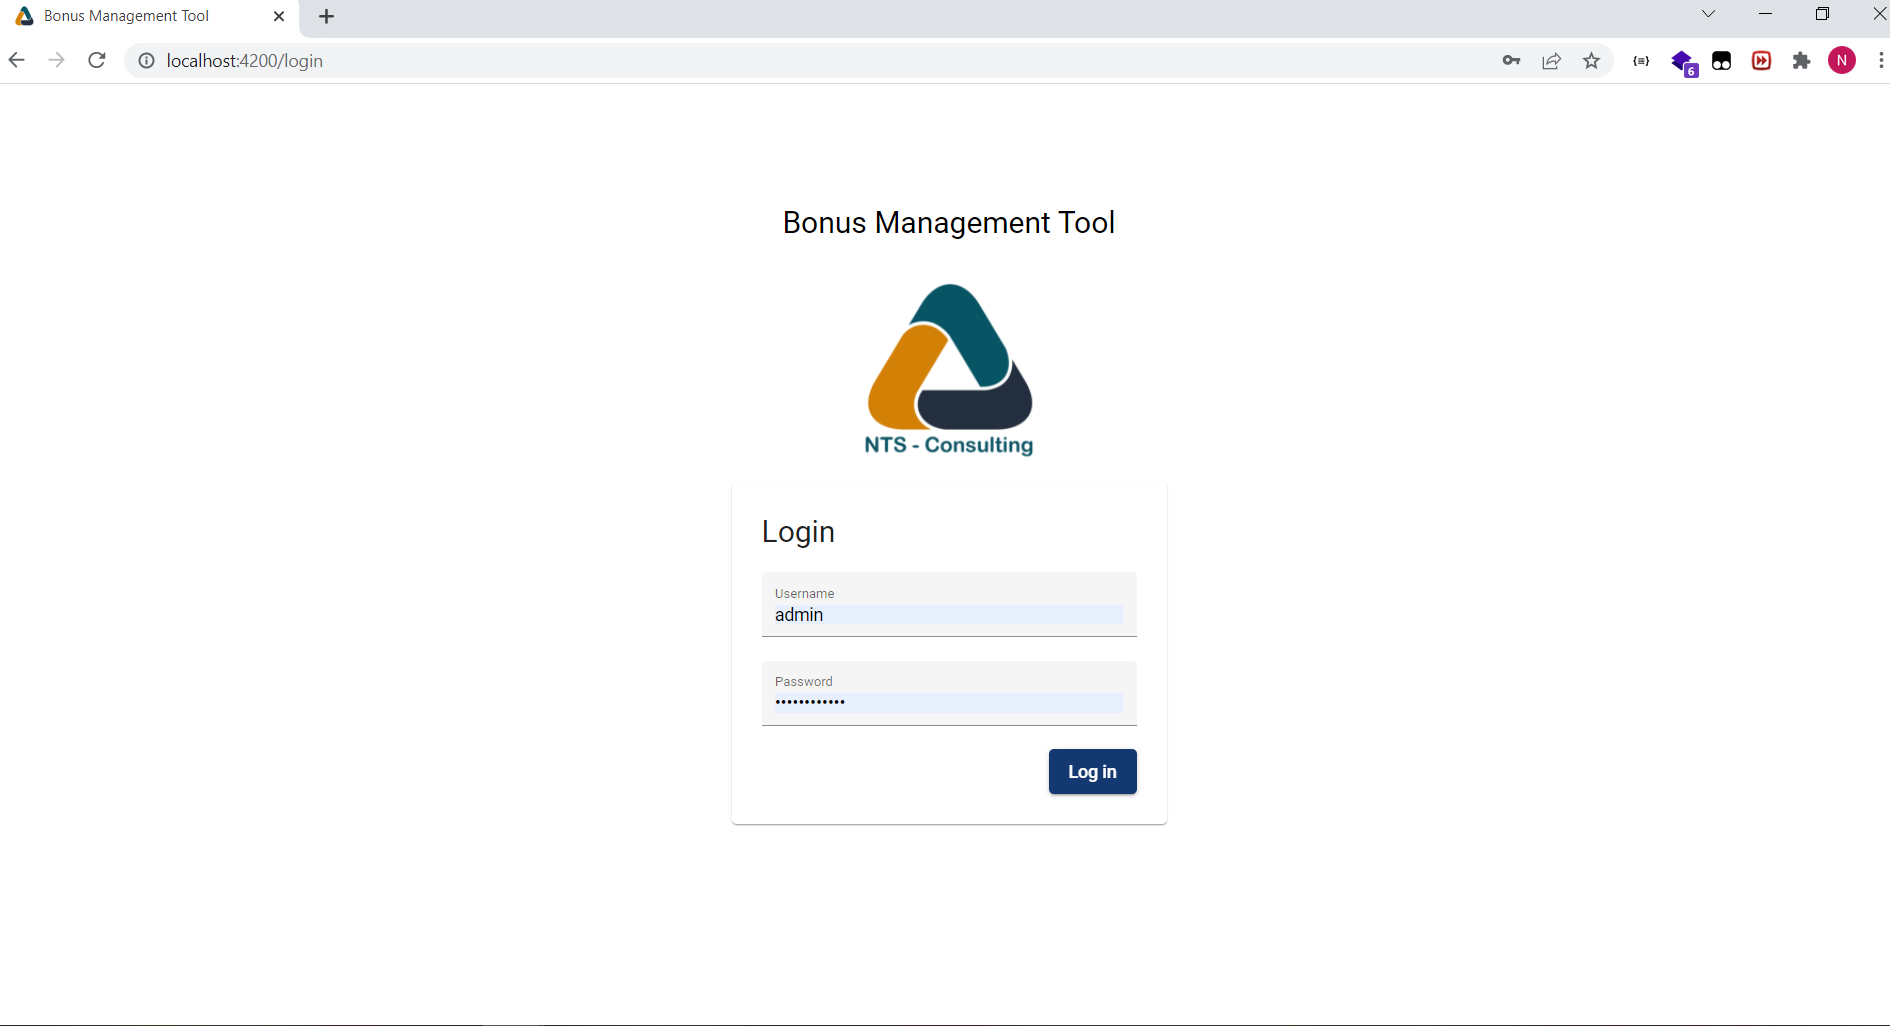 Bonus Management Tool
localhost:4200/login
6
N
Bonus Management Tool
NTS - Consulting
Login
Username
admin
Password
••••••••••••
Log in